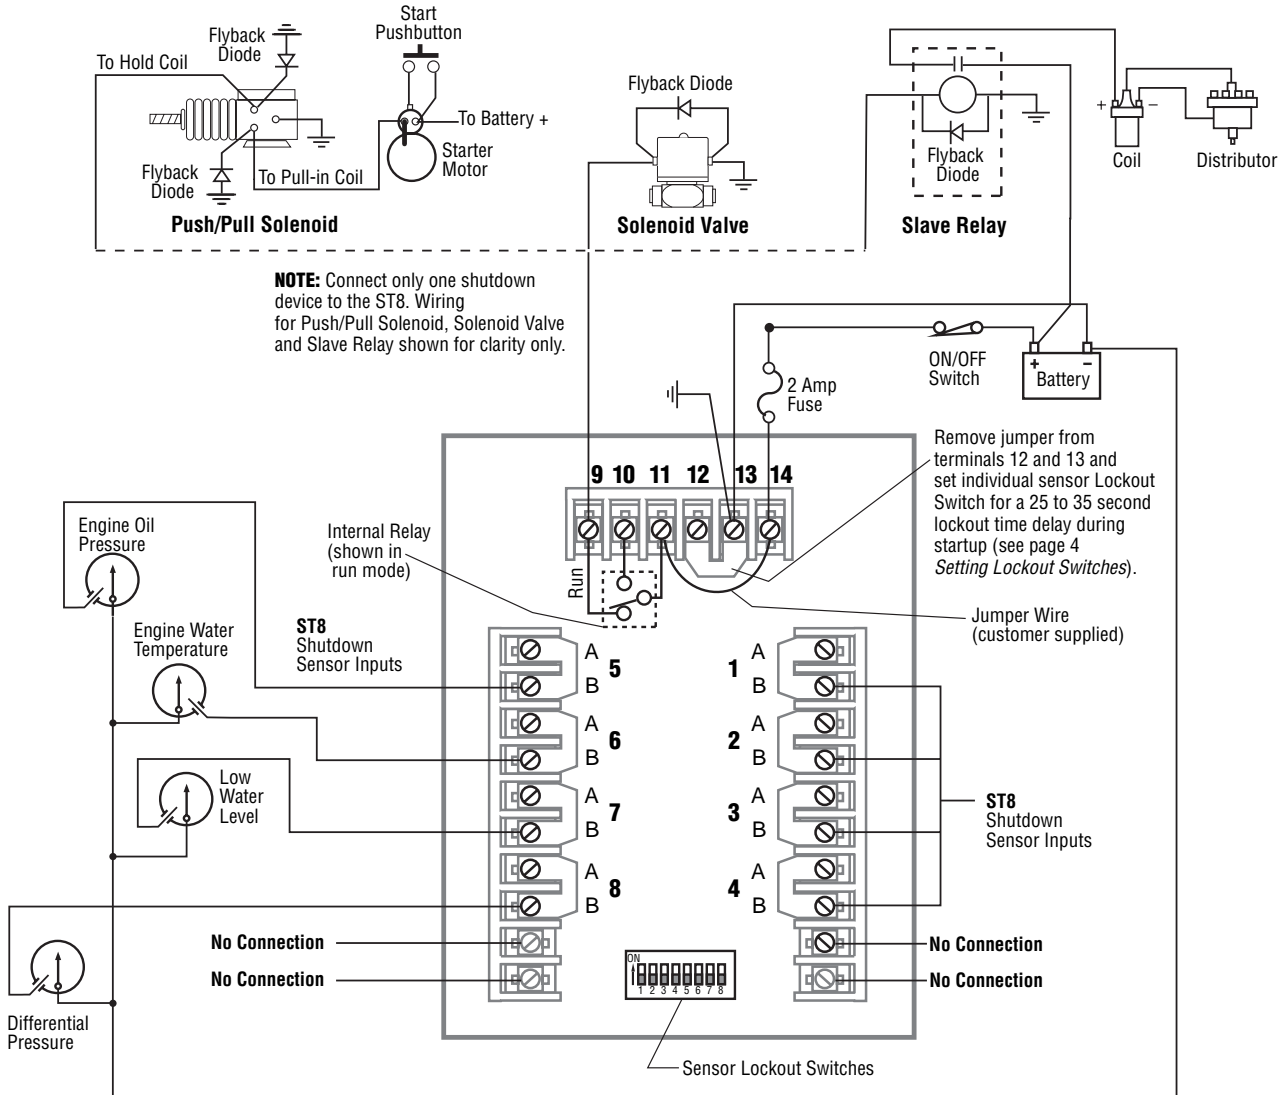 Start
Pushbutton
Flyback
Diode
To Hold Coil
To Battery +
Starter
Motor
Flyback
Diode
To Pull-in Coil
Push/Pull Solenoid
Flyback Diode
Solenoid Valve
Flyback
Diode
Slave Relay
+
−
Coil
Distributor
NOTE: Connect only one shutdown
device to the ST8. Wiring
for Push/Pull Solenoid, Solenoid Valve
and Slave Relay shown for clarity only.
ON/OFF
Switch
+
−
Battery
2 Amp
Fuse
Remove jumper from
terminals 12 and 13 and
set individual sensor Lockout
Switch for a 25 to 35 second
lockout time delay during
startup (see page 4
Setting Lockout Switches).
9 10 11 12 13 14
Internal Relay
(shown in
run mode)
Run
Jumper Wire
(customer supplied)
Engine Oil
Pressure
Engine Water
Temperature
ST8
Shutdown
Sensor Inputs
Low
Water
Level
Differential
Pressure
A
5
B
A
6
B
A
7
B
A
8
B
A
1
B
A
2
B
A
3
B
A
4
B
ST8
Shutdown
Sensor Inputs
No Connection
No Connection
No Connection
No Connection
ON
1 2 3 4 5 6 7 8
Sensor Lockout Switches